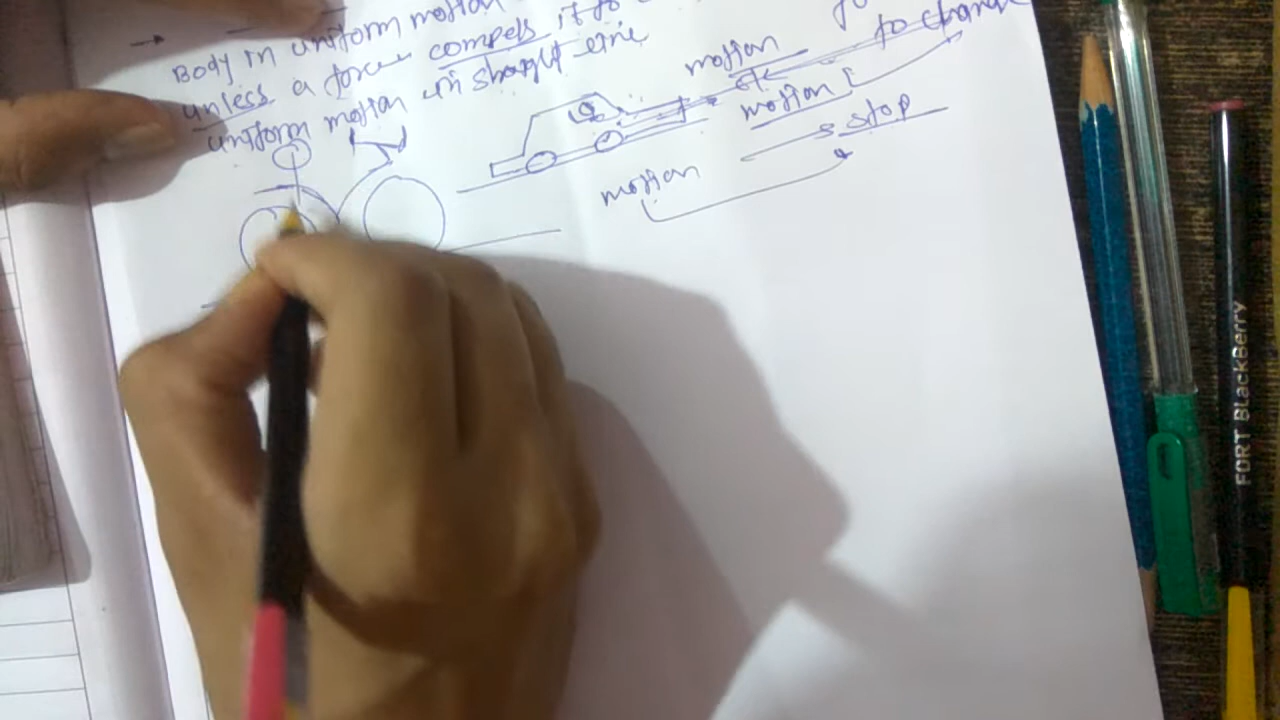 Body in uniform motion
unless a force compels it to
uniform motion in straght line
to change
motion
motion
stop
motion
FORT BlackBerry